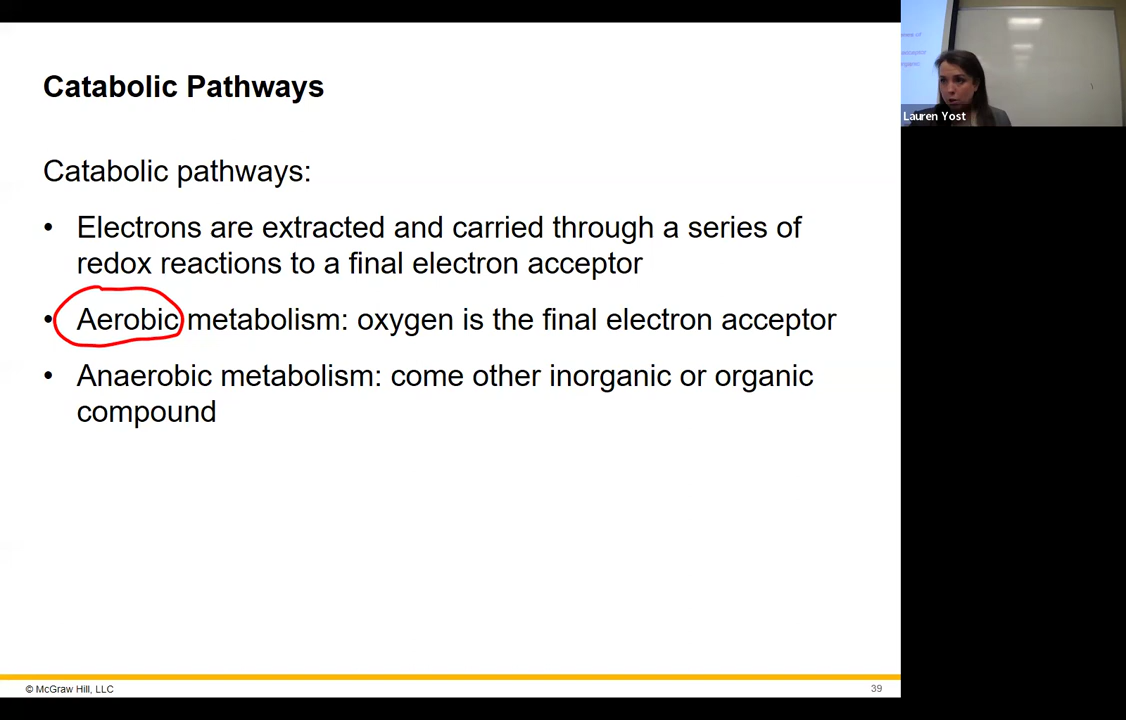 Catabolic Pathways
Catabolic pathways:
• Electrons are extracted and carried through a series of
redox reactions to a final electron acceptor
• Aerobic metabolism: oxygen is the final electron acceptor
• Anaerobic metabolism: come other inorganic or organic
compound
© McGraw Hill, LLC
39
Lauren Yost